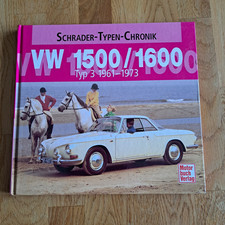 SCHRADER-TYPEN-CHRONIK
VW 1500/1600
Typ 3 1961-1973
Motor
buch
Verlag